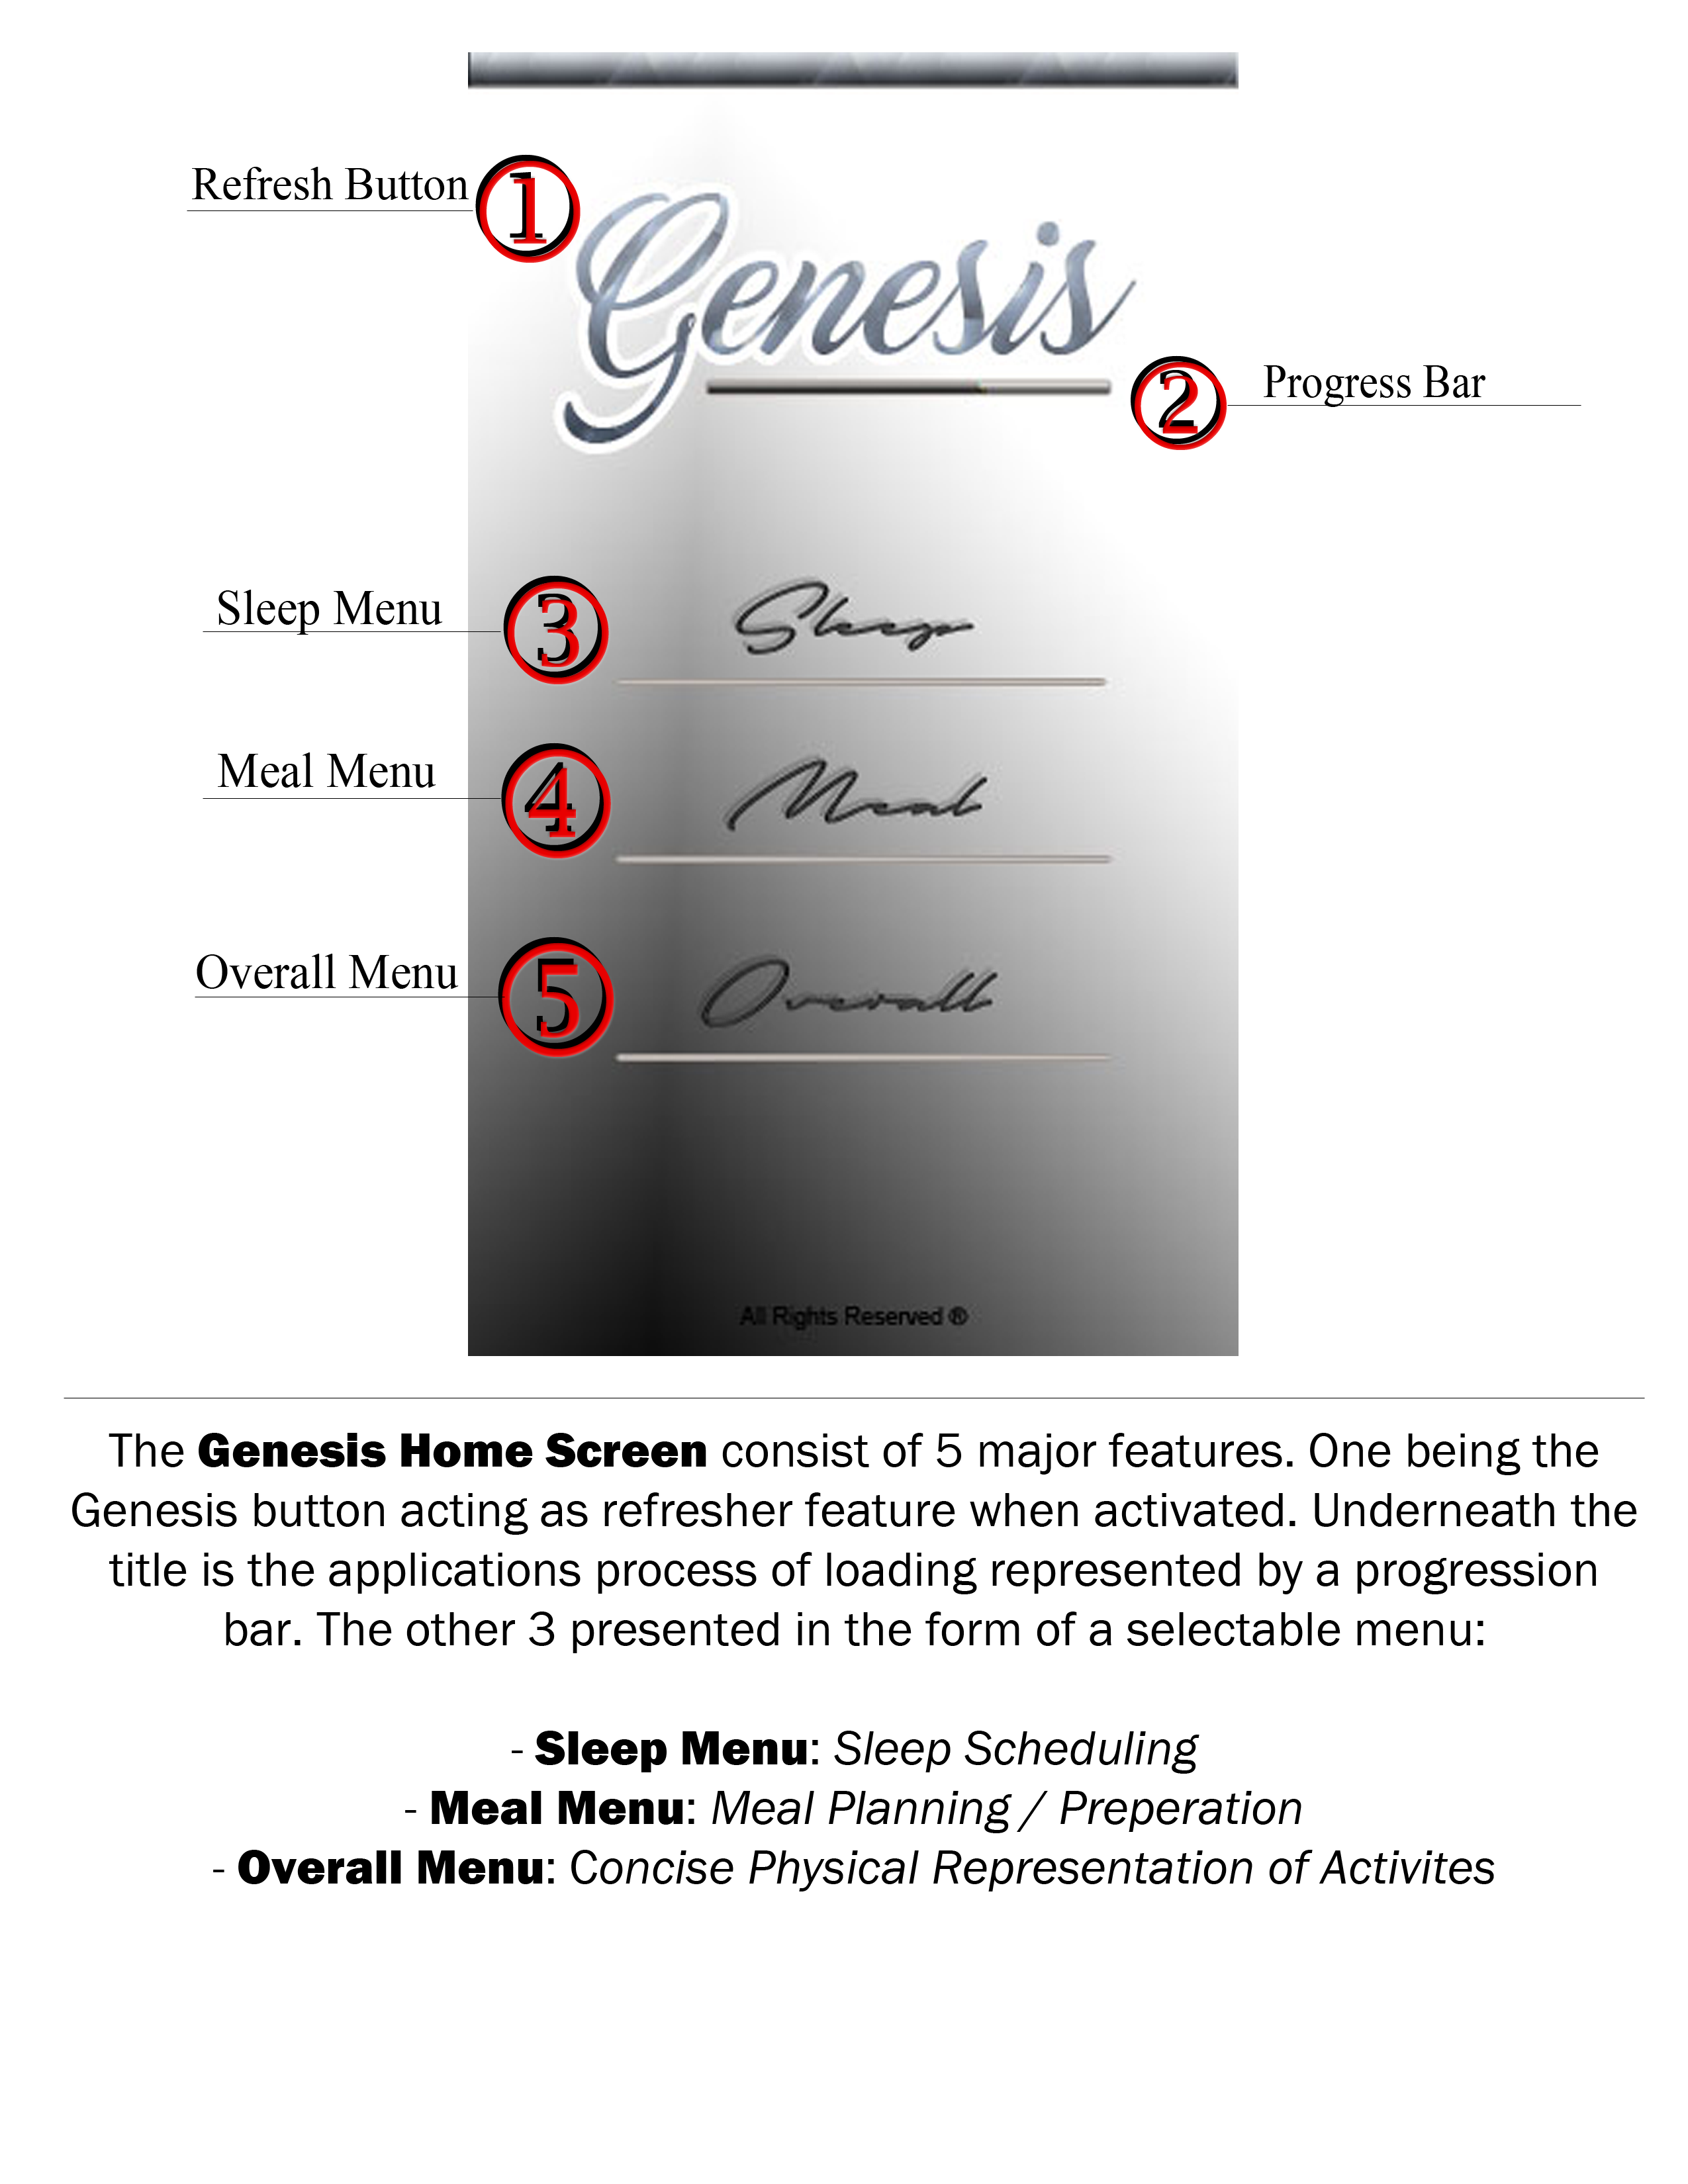 Refresh Button
1
Genesis
2
Progress Bar
Sleep Menu
3
Sleep
Meal Menu
4
Meal
Overall Menu
5
Overall
All Rights Reserved ®
The Genesis Home Screen consist of 5 major features. One being the
Genesis button acting as refresher feature when activated. Underneath the
title is the applications process of loading represented by a progression
bar. The other 3 presented in the form of a selectable menu:
- Sleep Menu: Sleep Scheduling
- Meal Menu: Meal Planning / Preperation
- Overall Menu: Concise Physical Representation of Activites